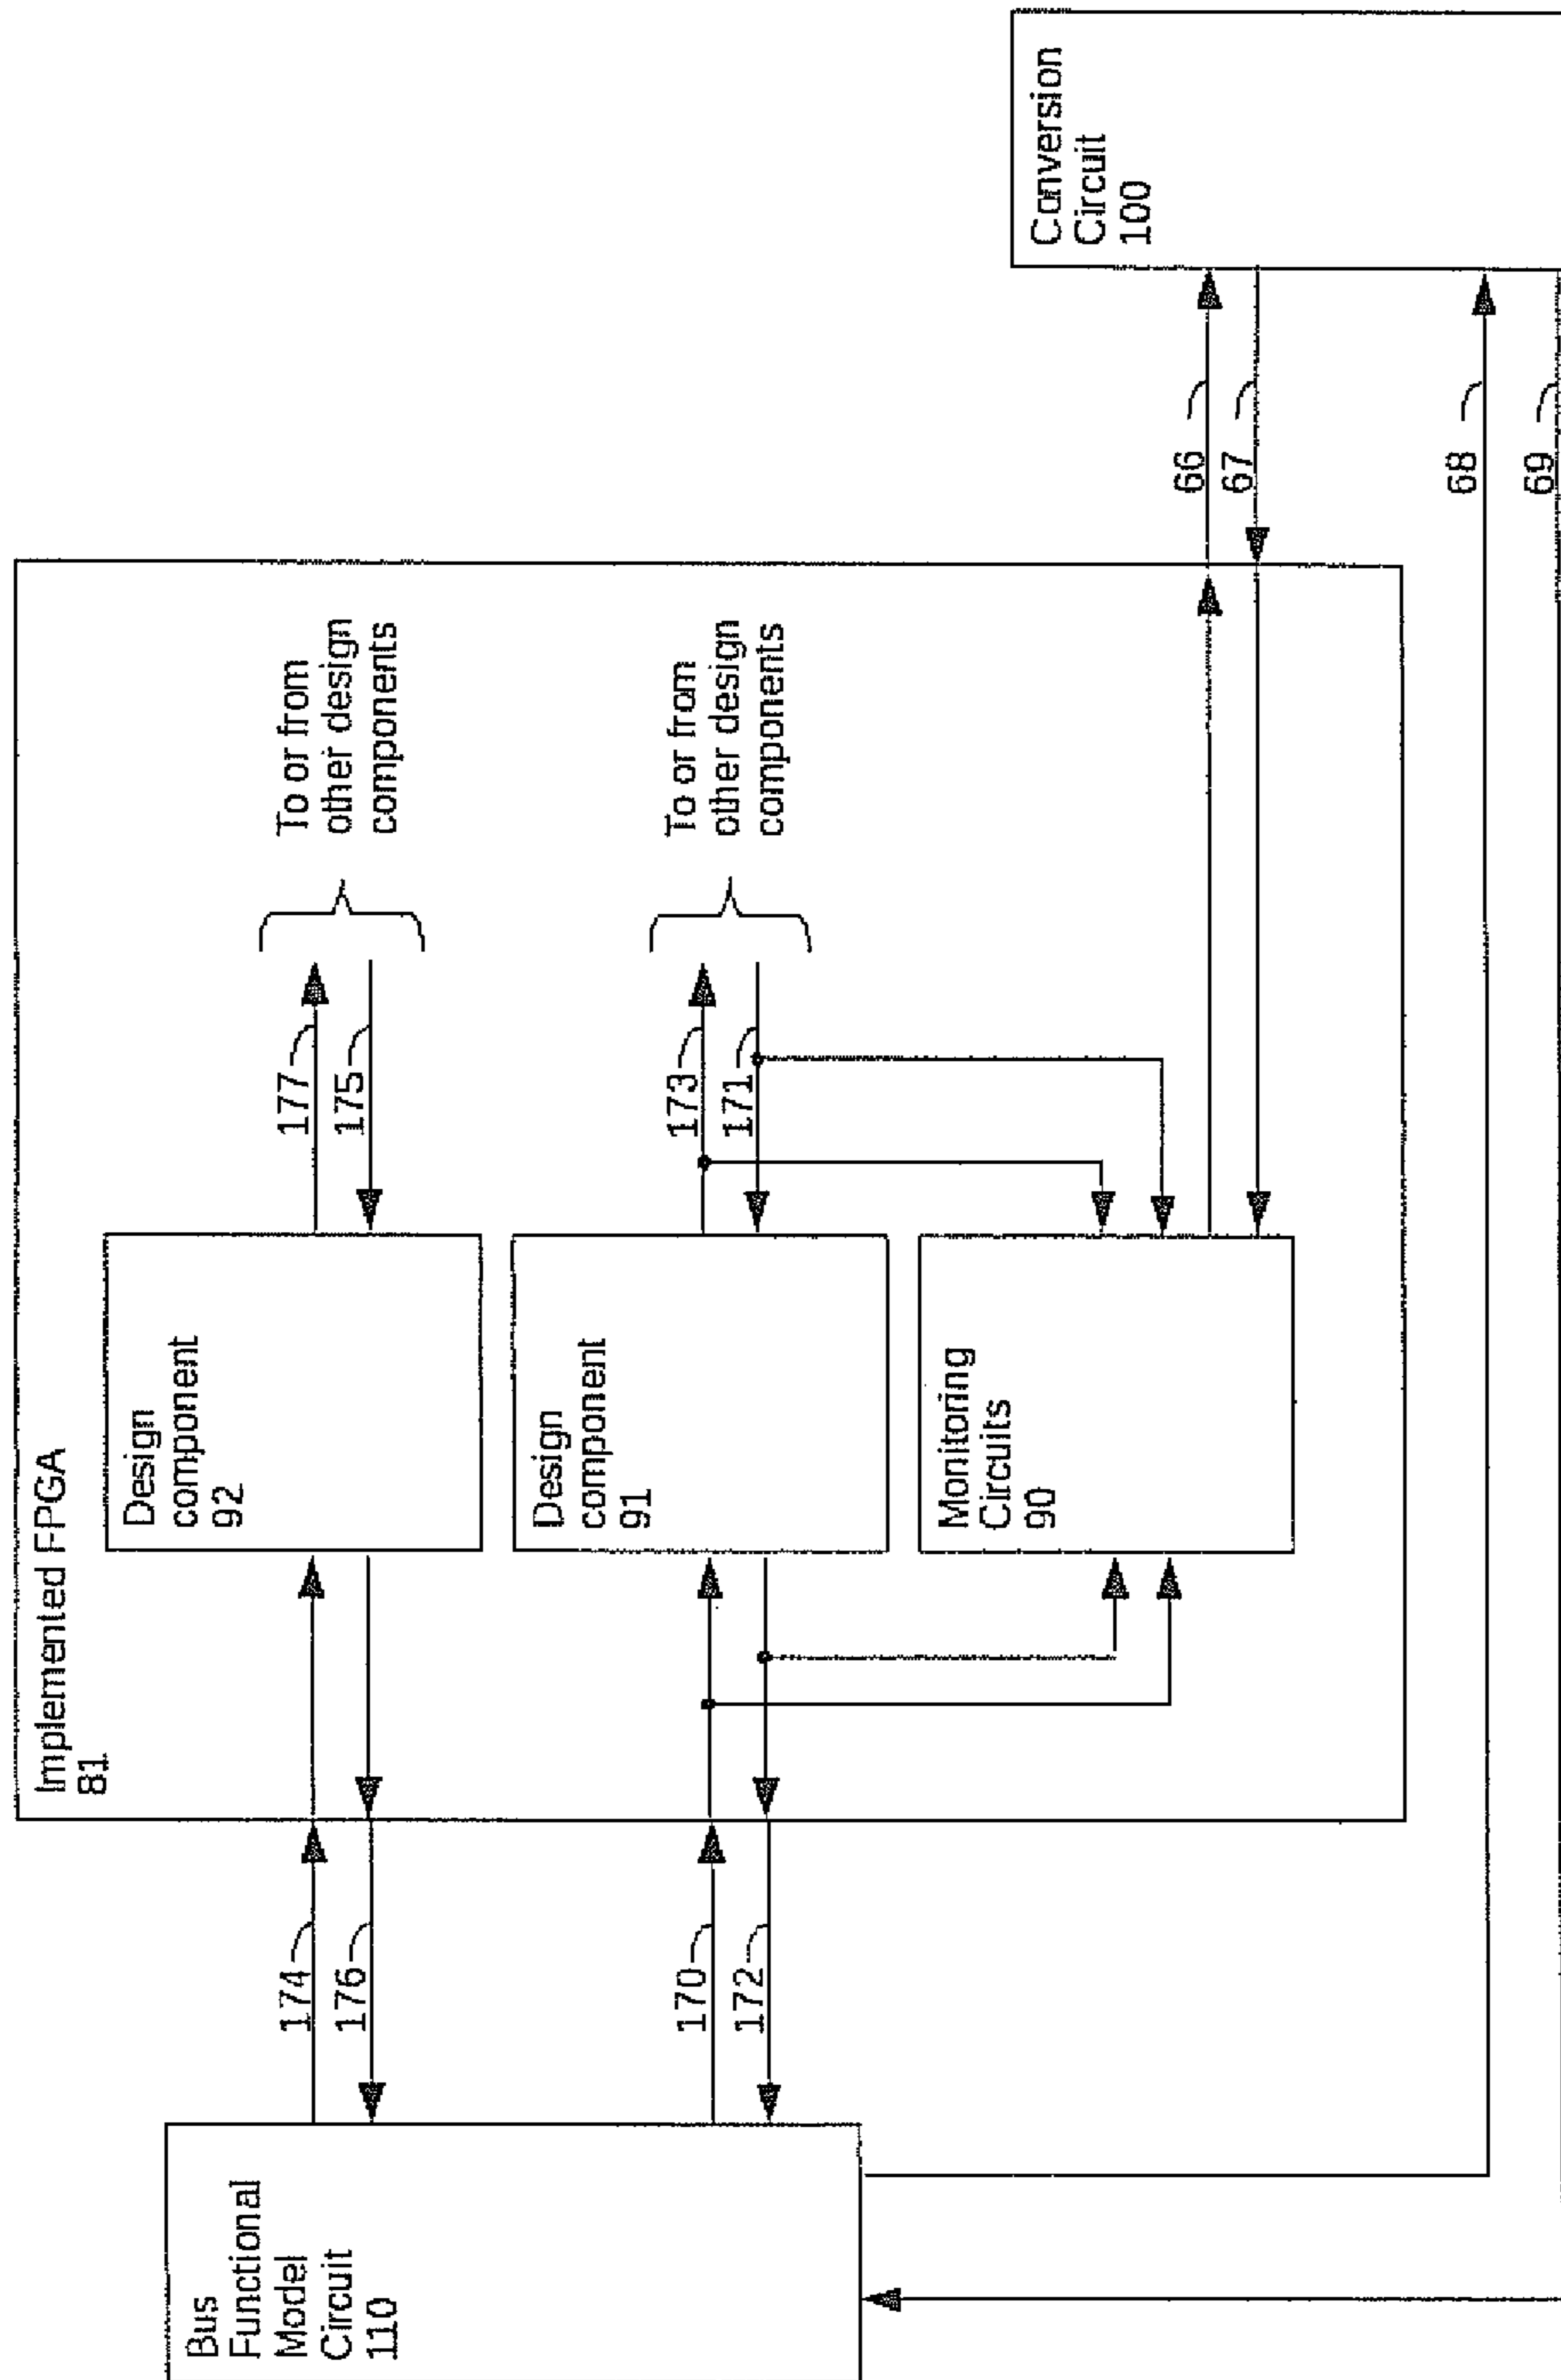 Implemented FPGA
81
Bus
Functional
Model
Circuit
110
174
176
170
172
Design
component
92
Design
component
91
Monitoring
Circuits
90
177
175
To or from
other design
components
173
171
To or from
other design
components
66
67
68
69
Conversion
Circuit
100